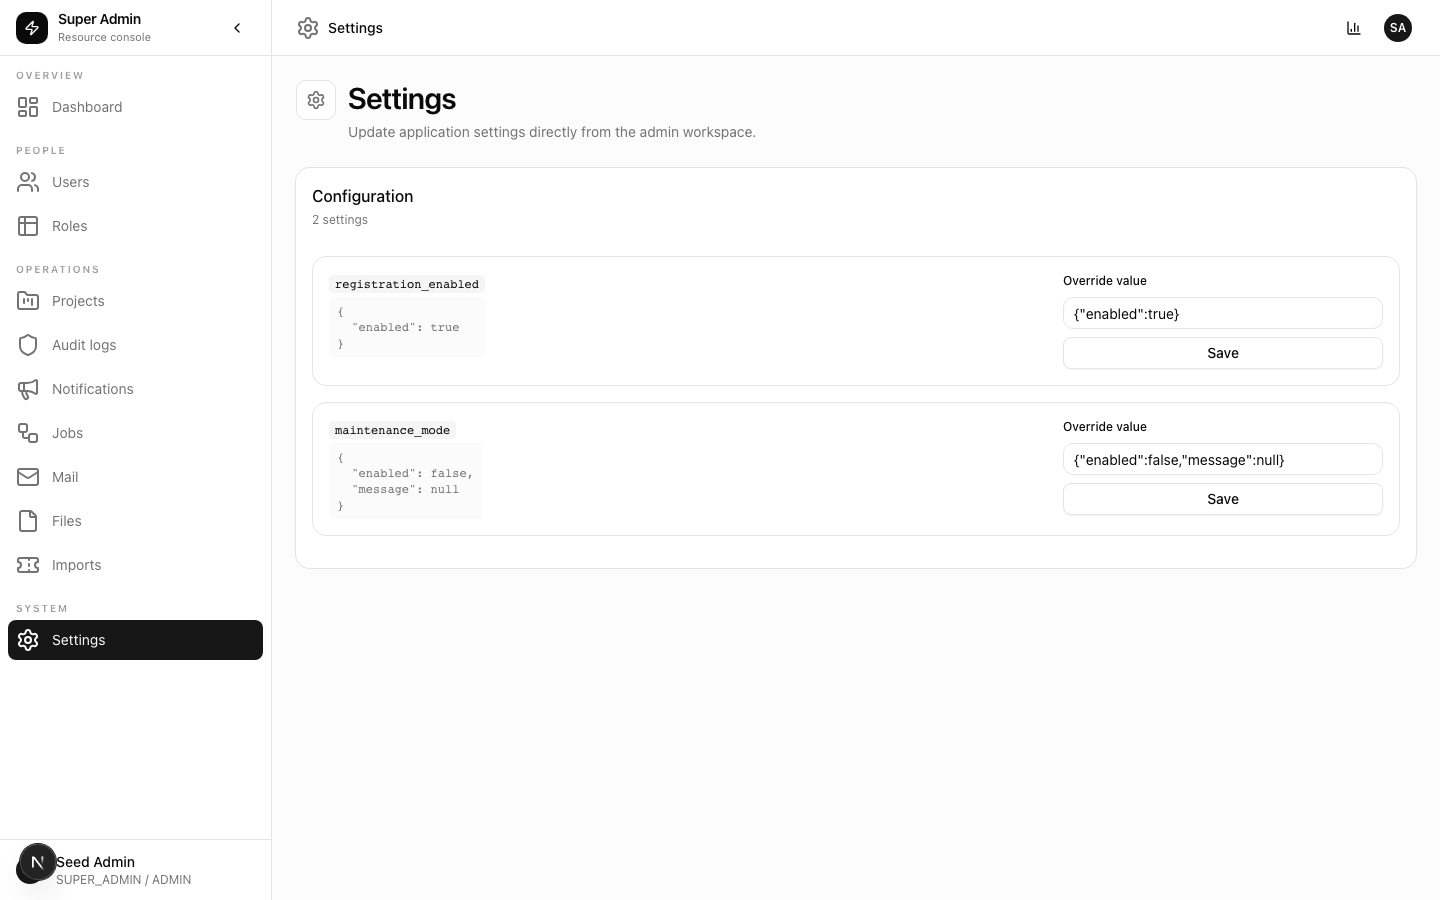 Super Admin
Resource console
OVERVIEW
Dashboard
PEOPLE
Users
Roles
OPERATIONS
Projects
Audit logs
Notifications
Jobs
Mail
Files
Imports
SYSTEM
Settings
N
Seed Admin
SUPER_ADMIN / ADMIN
Settings
SA
Settings
Update application settings directly from the admin workspace.
Configuration
2 settings
registration_enabled
{
"enabled": true
}
Override value
{"enabled":true}
Save
maintenance_mode
{
"enabled": false,
"message": null
}
Override value
{"enabled":false,"message":null}
Save